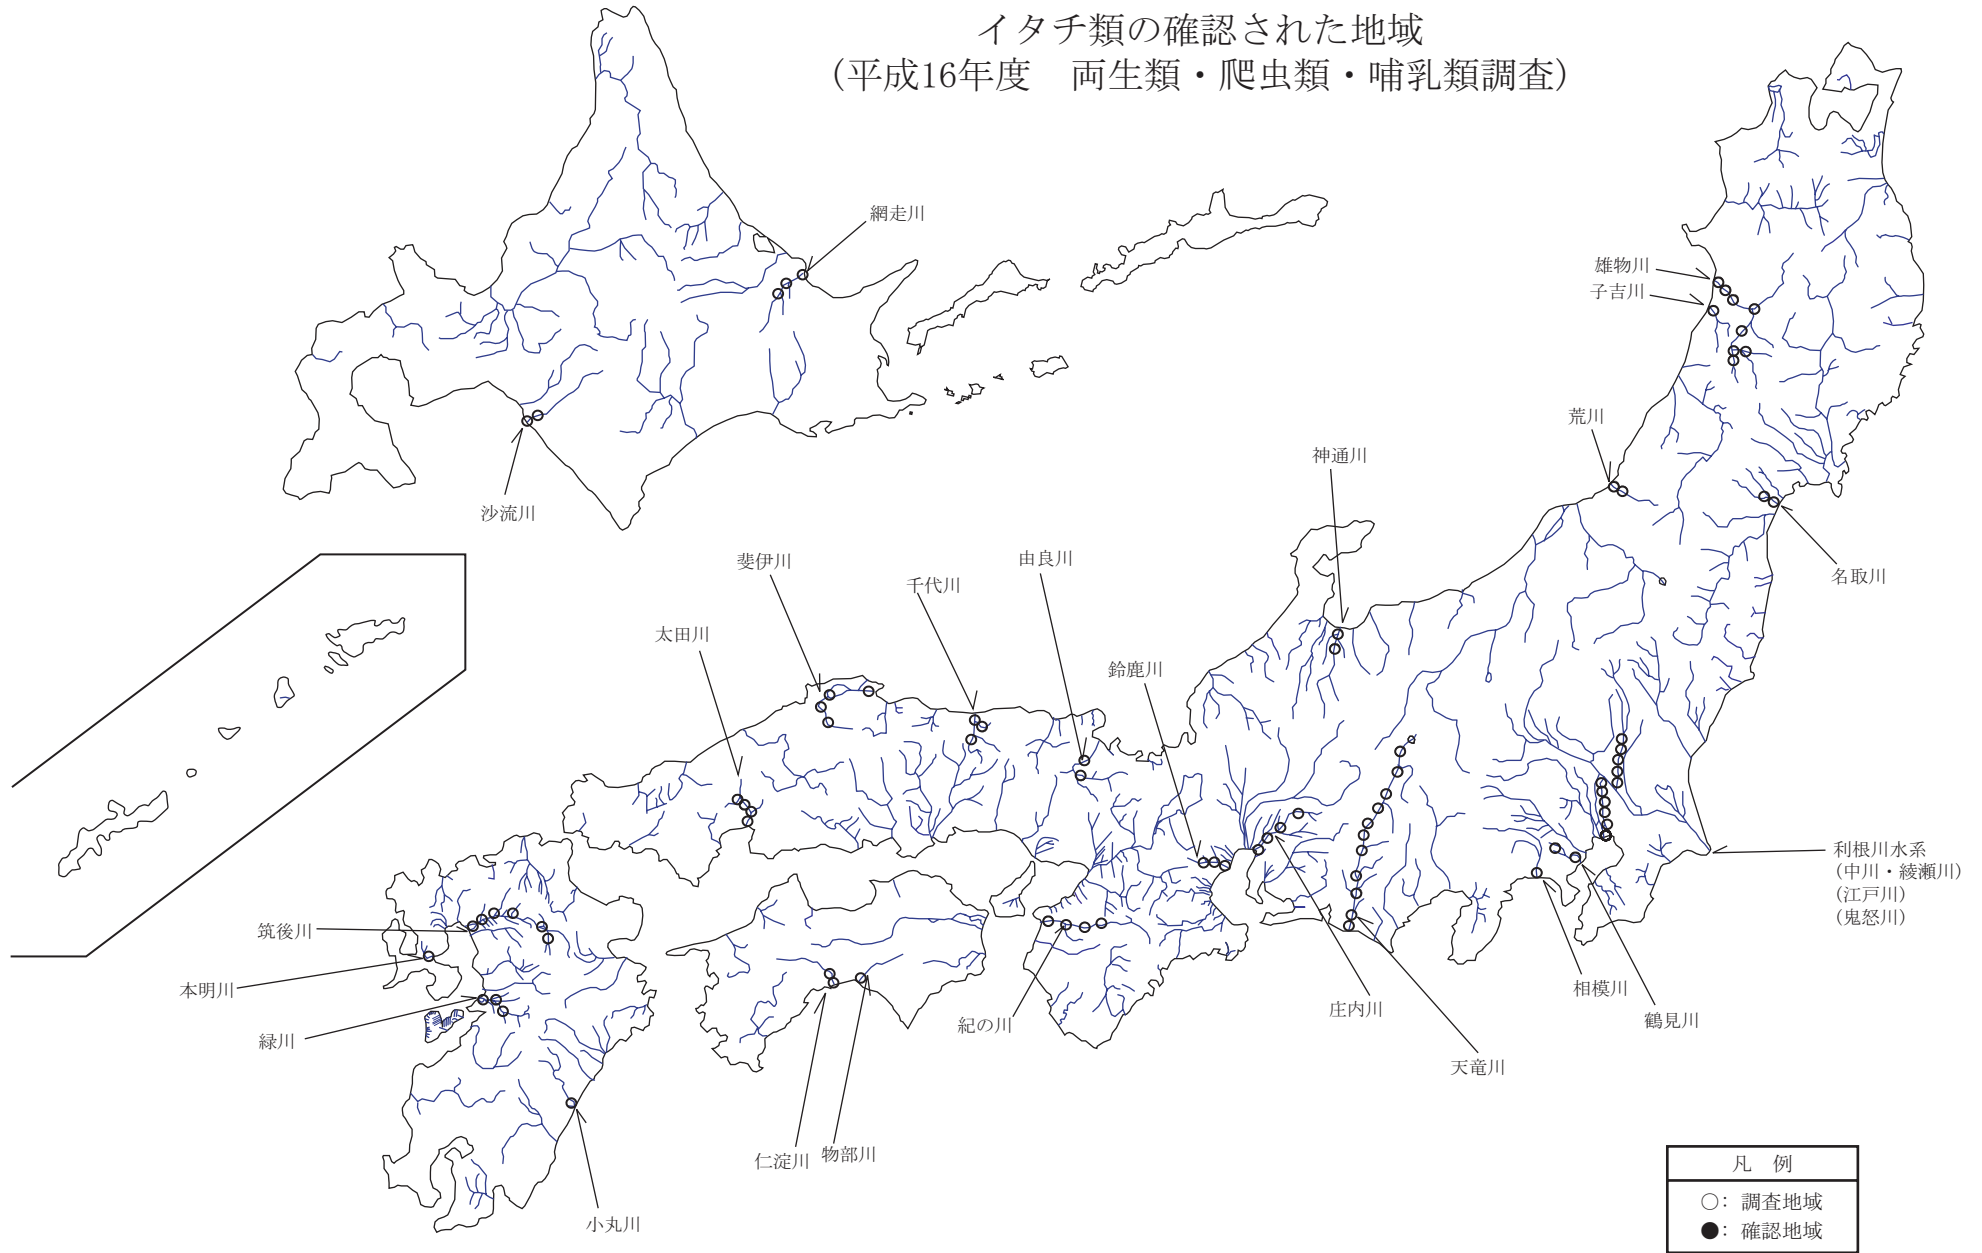 イタチ類の確認された地域
（平成16年度　両生類・爬虫類・哺乳類調査）
網走川
沙流川
雄物川
子吉川
荒川
名取川
神通川
斐伊川
千代川
由良川
太田川
鈴鹿川
利根川水系
（中川・綾瀬川）
（江戸川）
（鬼怒川）
筑後川
本明川
緑川
紀の川
庄内川
相模川
鶴見川
天竜川
仁淀川
物部川
小丸川
凡　例
○：調査地域
●：確認地域